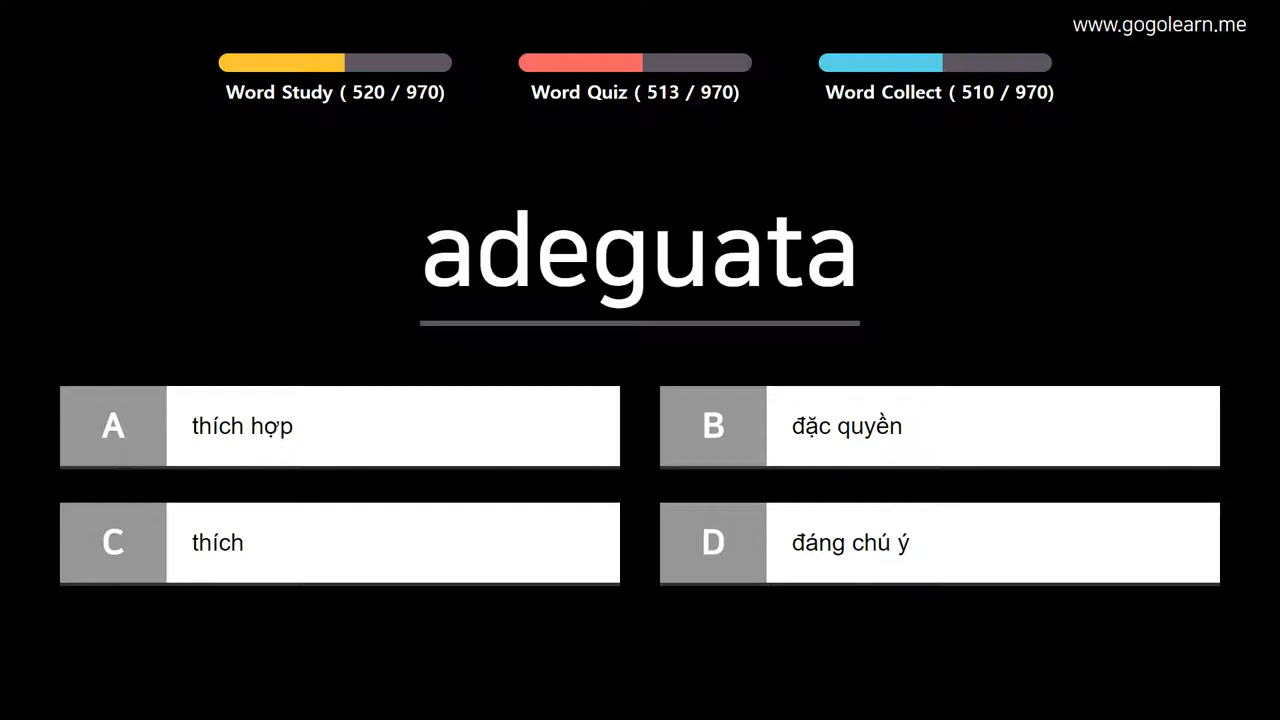 www.gogolearn.me
Word Study ( 520 / 970)
Word Quiz ( 513 / 970)
Word Collect ( 510 / 970)
adeguata
A
thích hợp
B
đặc quyền
C
thích
D
đáng chú ý